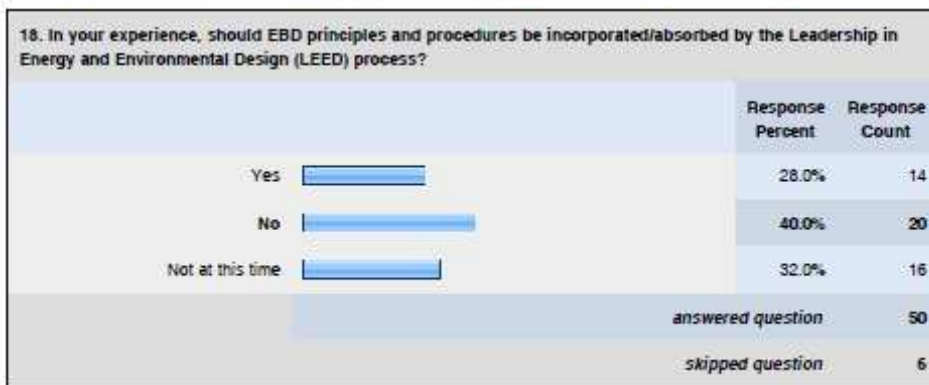 18. In your experience, should EBD principles and procedures be incorporated/absorbed by the Leadership in
Energy and Environmental Design (LEED) process?
Response Percent Response Count
Yes 28.0% 14
No 40.0% 20
Not at this time 32.0% 16
answered question 50
skipped question 6